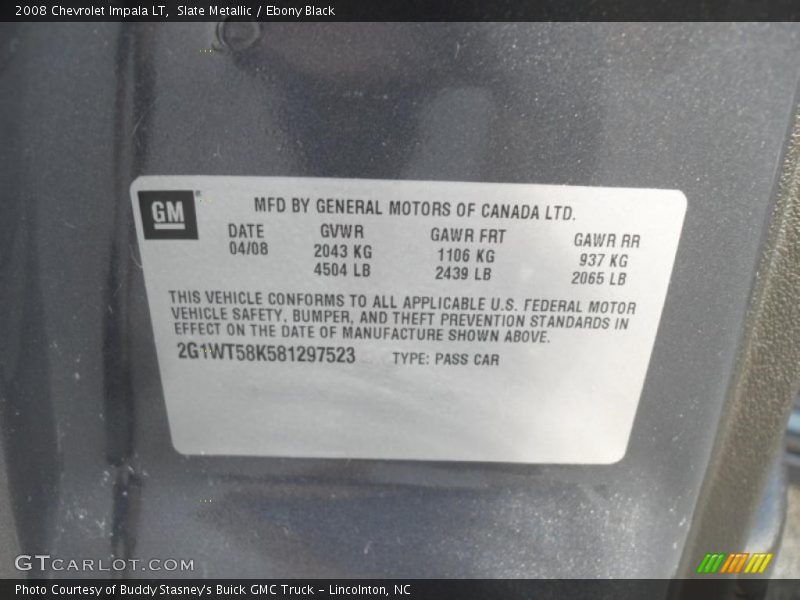 2008 Chevrolet Impala LT, Slate Metallic / Ebony Black
GM
MFD BY GENERAL MOTORS OF CANADA LTD.
DATE GVWR GAWR FRT GAWR RR
04/08 2043 KG 1106 KG 937 KG
4504 LB 2439 LB 2065 LB
THIS VEHICLE CONFORMS TO ALL APPLICABLE U.S. FEDERAL MOTOR
VEHICLE SAFETY, BUMPER, AND THEFT PREVENTION STANDARDS IN
EFFECT ON THE DATE OF MANUFACTURE SHOWN ABOVE.
2G1WT58K581297523 TYPE: PASS CAR
GTCARLOT.COM
Photo Courtesy of Buddy Stasney's Buick GMC Truck - Lincolnton, NC